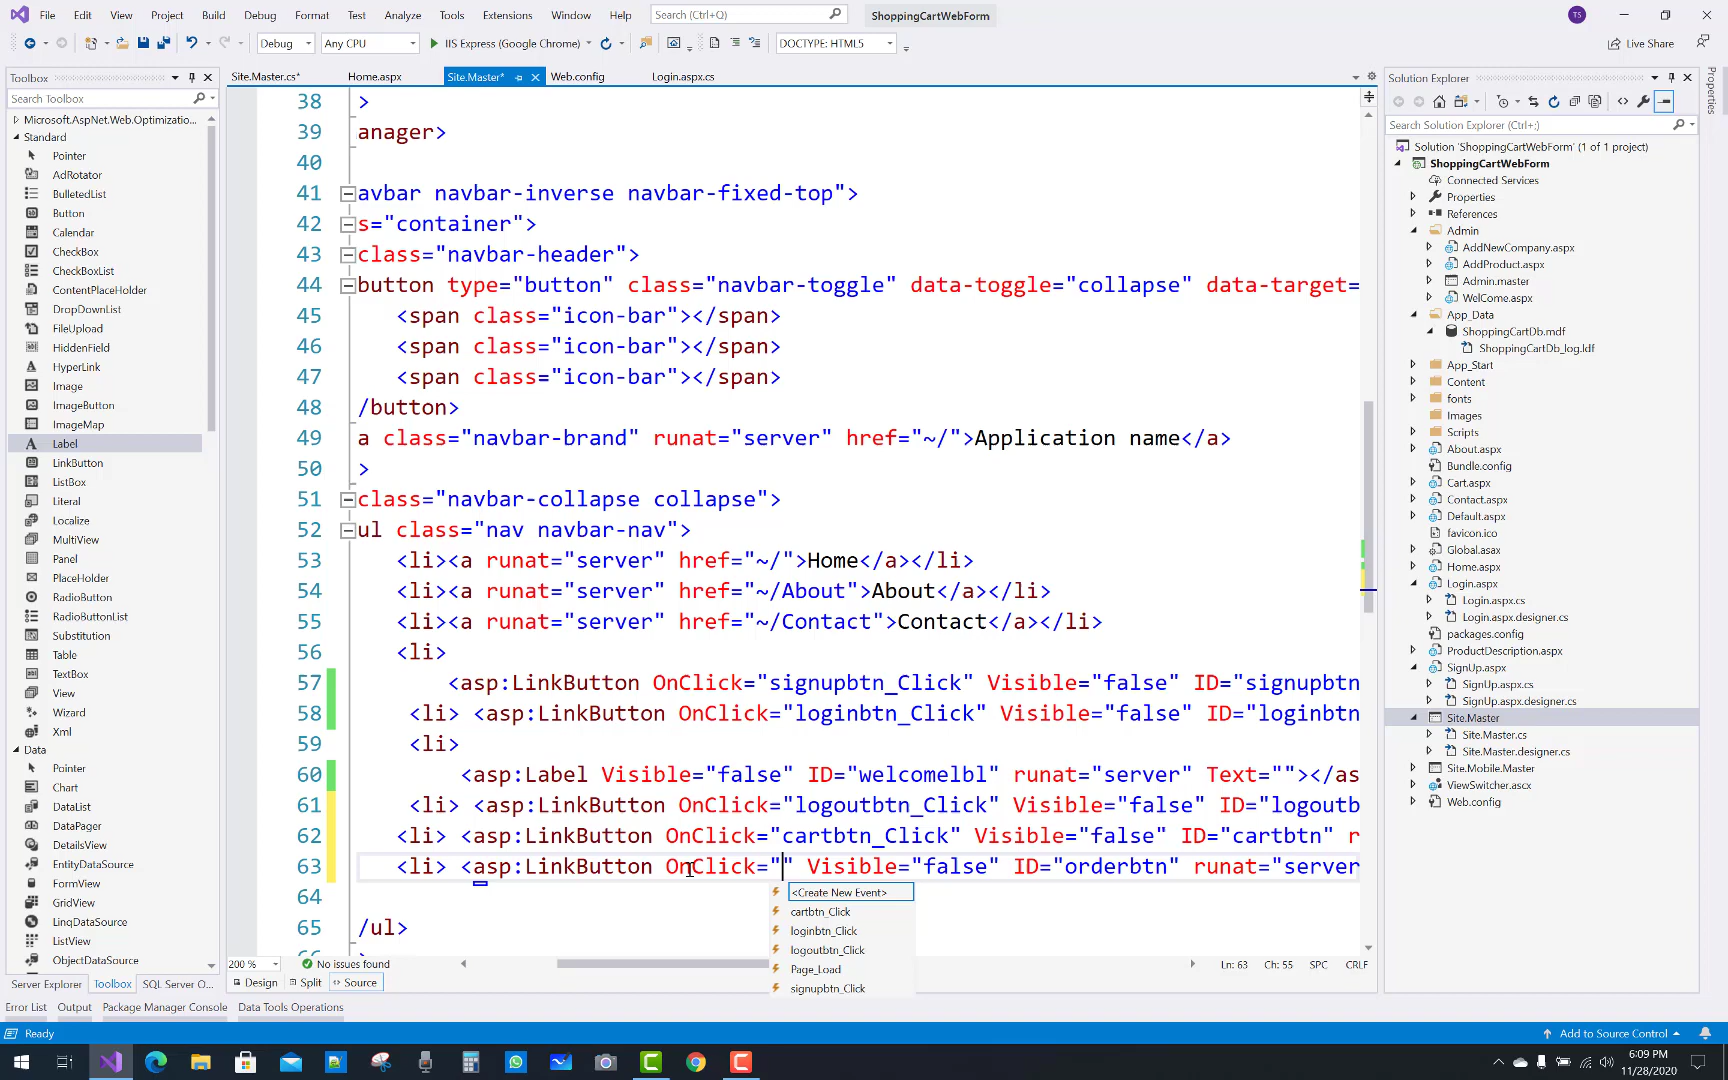 File Edit View Project Build Debug Format Test Analyze Tools Extensions Window Help Search (Ctrl+Q) ShoppingCartWebForm TS
Debug Any CPU IIS Express (Google Chrome) DOCTYPE: HTML5 Live Share
Toolbox
Search Toolbox
Microsoft.AspNet.Web.Optimizatio...
Standard
Pointer
AdRotator
BulletedList
Button
Calendar
CheckBox
CheckBoxList
ContentPlaceHolder
DropDownList
FileUpload
HiddenField
HyperLink
Image
ImageButton
ImageMap
Label
LinkButton
ListBox
Literal
Localize
MultiView
Panel
PlaceHolder
RadioButton
RadioButtonList
Substitution
Table
TextBox
View
Wizard
Xml
Data
Pointer
Chart
DataList
DataPager
DetailsView
EntityDataSource
FormView
GridView
LinqDataSource
ListView
ObjectDataSource
Server Explorer Toolbox SQL Server O...
Site.Master.cs* Home.aspx Site.Master* Web.config Login.aspx.cs
38 >
39 anager>
40
41 avbar navbar-inverse navbar-fixed-top">
42 s="container">
43 class="navbar-header">
44 button type="button" class="navbar-toggle" data-toggle="collapse" data-target=
45 <span class="icon-bar"></span>
46 <span class="icon-bar"></span>
47 <span class="icon-bar"></span>
48 /button>
49 a class="navbar-brand" runat="server" href="~/">Application name</a>
50 >
51 class="navbar-collapse collapse">
52 ul class="nav navbar-nav">
53 <li><a runat="server" href="~/">Home</a></li>
54 <li><a runat="server" href="~/About">About</a></li>
55 <li><a runat="server" href="~/Contact">Contact</a></li>
56 <li>
57 <asp:LinkButton OnClick="signupbtn_Click" Visible="false" ID="signupbtn
58 <li> <asp:LinkButton OnClick="loginbtn_Click" Visible="false" ID="loginbtn
59 <li>
60 <asp:Label Visible="false" ID="welcomelbl" runat="server" Text=""></as
61 <li> <asp:LinkButton OnClick="logoutbtn_Click" Visible="false" ID="logoutb
62 <li> <asp:LinkButton OnClick="cartbtn_Click" Visible="false" ID="cartbtn" r
63 <li> <asp:LinkButton OnClick="" Visible="false" ID="orderbtn" runat="server
64
65 /ul>
66 >
<Create New Event>
cartbtn_Click
loginbtn_Click
logoutbtn_Click
Page_Load
signupbtn_Click
200 % No issues found Ln: 63 Ch: 55 SPC CRLF
Design Split Source
Solution Explorer
Search Solution Explorer (Ctrl+;)
Solution 'ShoppingCartWebForm' (1 of 1 project)
ShoppingCartWebForm
Connected Services
Properties
References
Admin
AddNewCompany.aspx
AddProduct.aspx
Admin.master
WelCome.aspx
App_Data
ShoppingCartDb.mdf
ShoppingCartDb_log.ldf
App_Start
Content
fonts
Images
Scripts
About.aspx
Bundle.config
Cart.aspx
Contact.aspx
Default.aspx
favicon.ico
Global.asax
Home.aspx
Login.aspx
Login.aspx.cs
Login.aspx.designer.cs
packages.config
ProductDescription.aspx
SignUp.aspx
SignUp.aspx.cs
SignUp.aspx.designer.cs
Site.Master
Site.Master.cs
Site.Master.designer.cs
Site.Mobile.Master
ViewSwitcher.ascx
Web.config
Properties
Error List Output Package Manager Console Data Tools Operations
Ready Add to Source Control
6:09 PM
11/28/2020